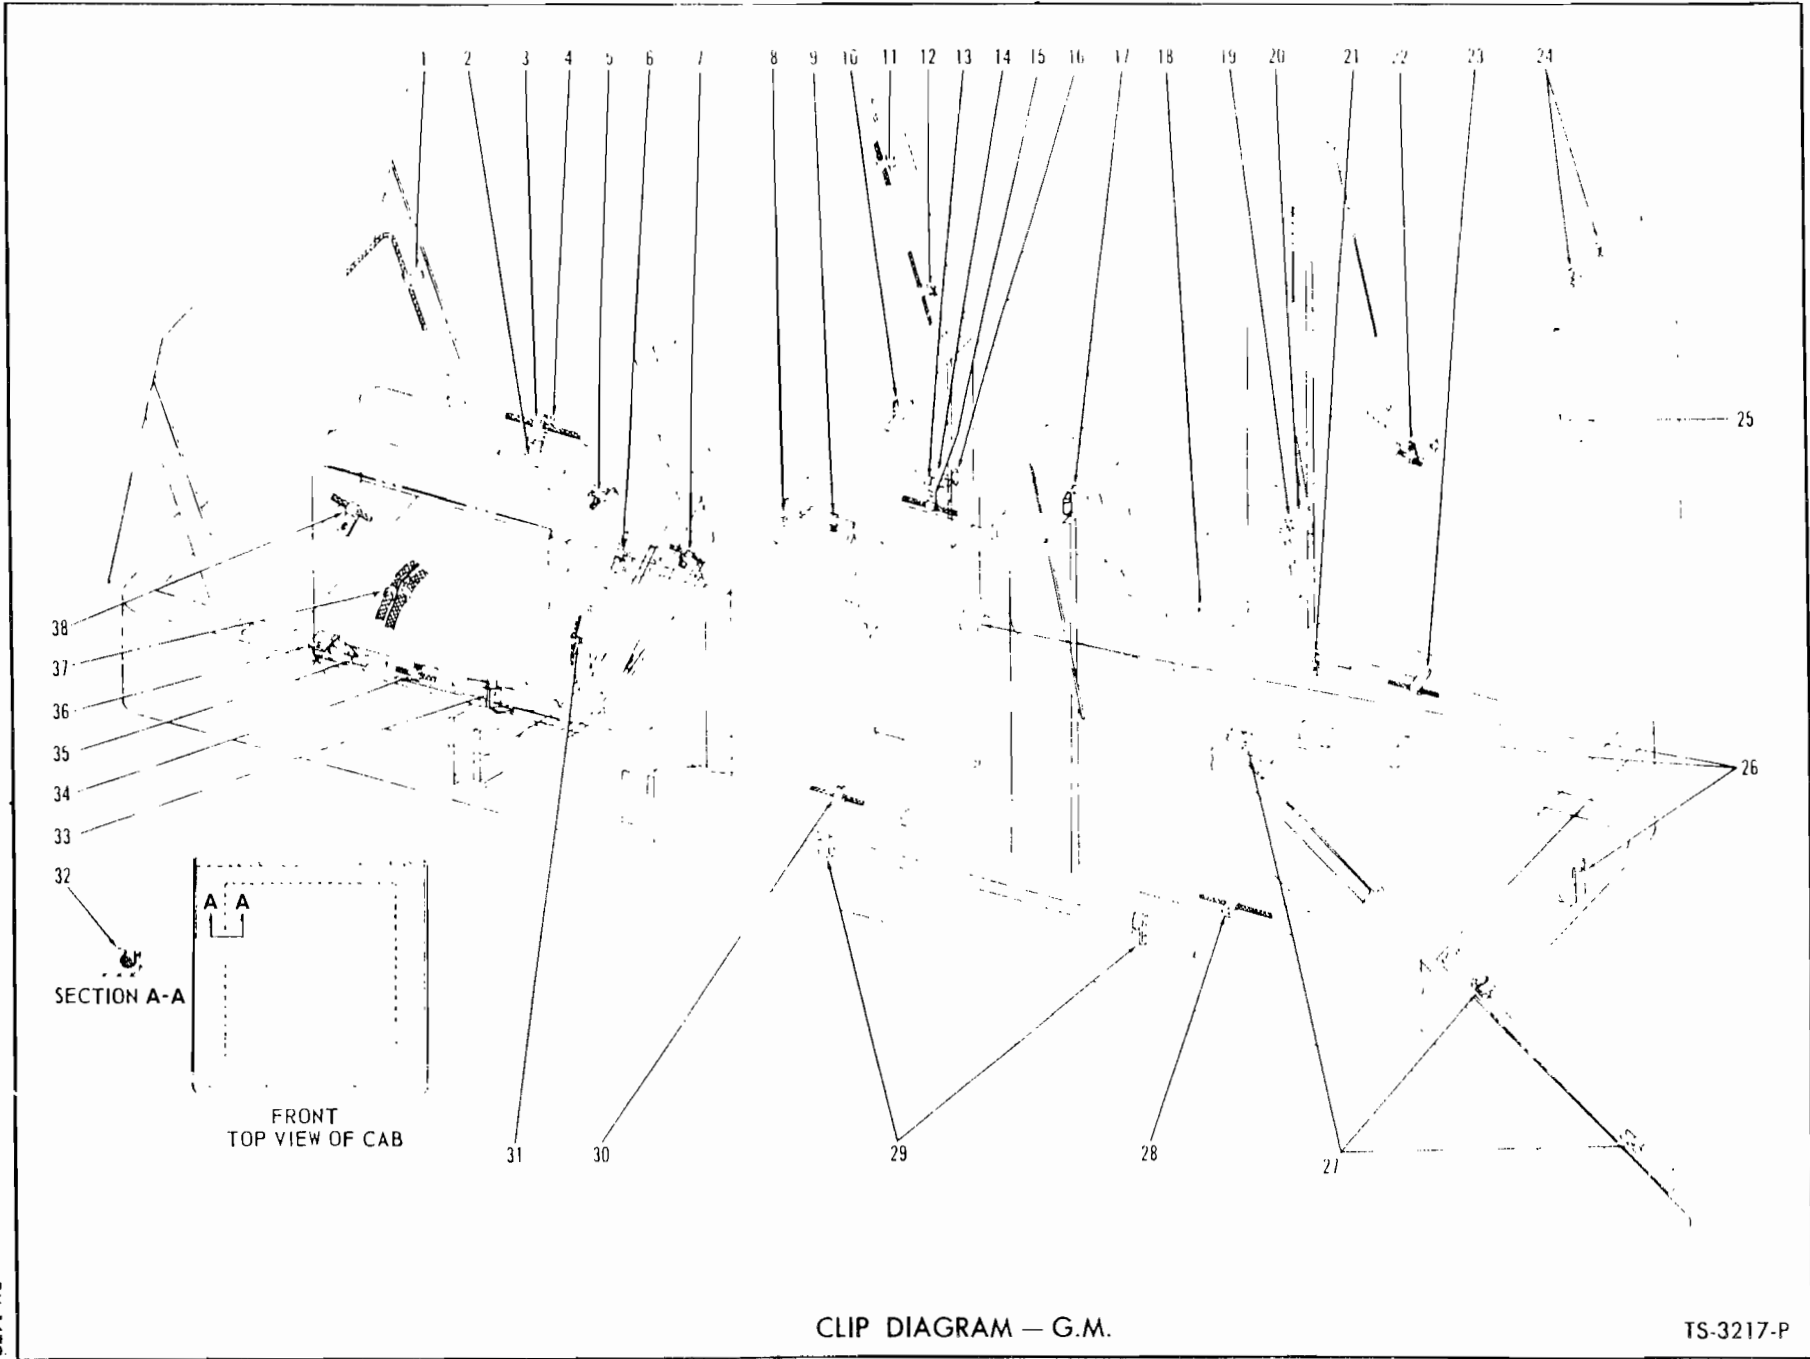 1 2 3 4 5 6 7 8 9 10 11 12 13 14 15 16 17 18 19 20 21 22 23 24
25
38
37
36
35
34
33
26
32
A A
SECTION A-A
FRONT
TOP VIEW OF CAB
31 30 29 28 27
CLIP DIAGRAM — G.M.
TS-3217-P